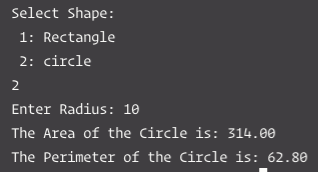 Select Shape:
1: Rectangle
2: circle
2
Enter Radius: 10
The Area of the Circle is: 314.00
The Perimeter of the Circle is: 62.80